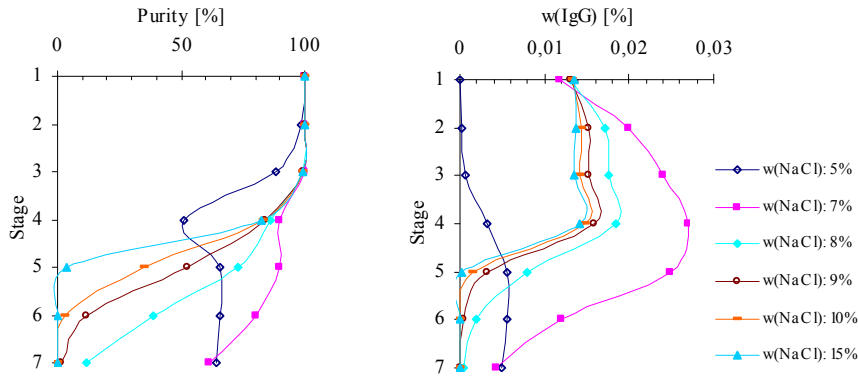 Purity [%]
0 50 100
Stage
1
2
3
4
5
6
7
w(IgG) [%]
0 0,01 0,02 0,03
Stage
1
2
3
4
5
6
7
w(NaCl): 5%
w(NaCl): 7%
w(NaCl): 8%
w(NaCl): 9%
w(NaCl): 10%
w(NaCl): 15%